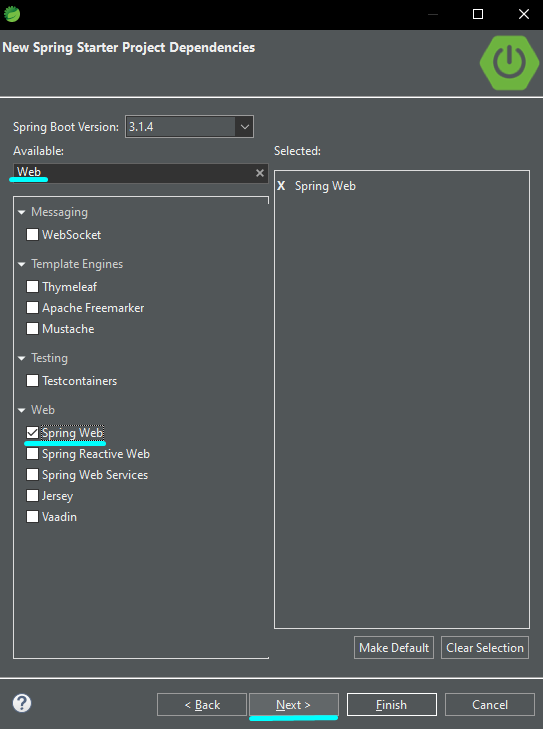 New Spring Starter Project Dependencies
Spring Boot Version: 3.1.4
Available:
Selected:
Web
X Spring Web
Messaging
WebSocket
Template Engines
Thymeleaf
Apache Freemarker
Mustache
Testing
Testcontainers
Web
Spring Web
Spring Reactive Web
Spring Web Services
Jersey
Vaadin
Make Default
Clear Selection
?
< Back
Next >
Finish
Cancel